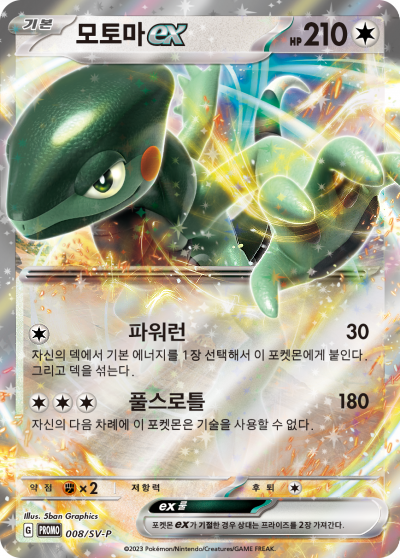 기본 모토마ex HP 210
파워런 30
자신의 덱에서 기본 에너지를 1장 선택해서 이 포켓몬에게 붙인다.
그리고 덱을 섞는다.
풀스로틀 180
자신의 다음 차례에 이 포켓몬은 기술을 사용할 수 없다.
약점 ×2 저항력 후퇴
Illus. 5ban Graphics
G PROMO 008/SV-P
ex 룰
포켓몬 ex가 기절한 경우 상대는 프라이즈를 2장 가져간다.
©2023 Pokémon/Nintendo/Creatures/GAME FREAK.